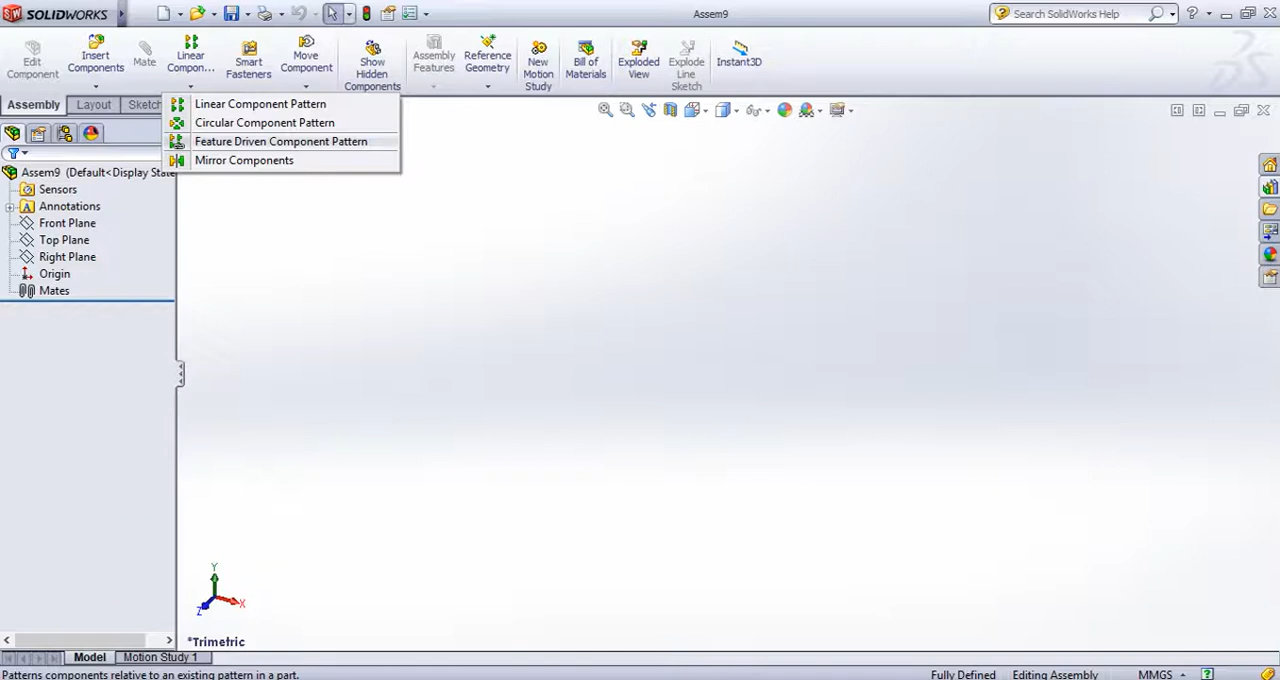 SOLIDWORKS
Assem9
SolidWorks Help
Edit Component
Insert Components
Mate
Linear Compon...
Smart Fasteners
Move Component
Show Hidden Components
Assembly Features
Reference Geometry
New Motion Study
Bill of Materials
Exploded View
Explode Line Sketch
Instant3D
Assembly
Layout
Sketch
Linear Component Pattern
Circular Component Pattern
Feature Driven Component Pattern
Mirror Components
Assem9 (Default<Display State
Sensors
Annotations
Front Plane
Top Plane
Right Plane
Origin
Mates
Y
X
Z
*Trimetric
Model
Motion Study 1
Patterns components relative to an existing pattern in a part.
Fully Defined
Editing Assembly
MMGS